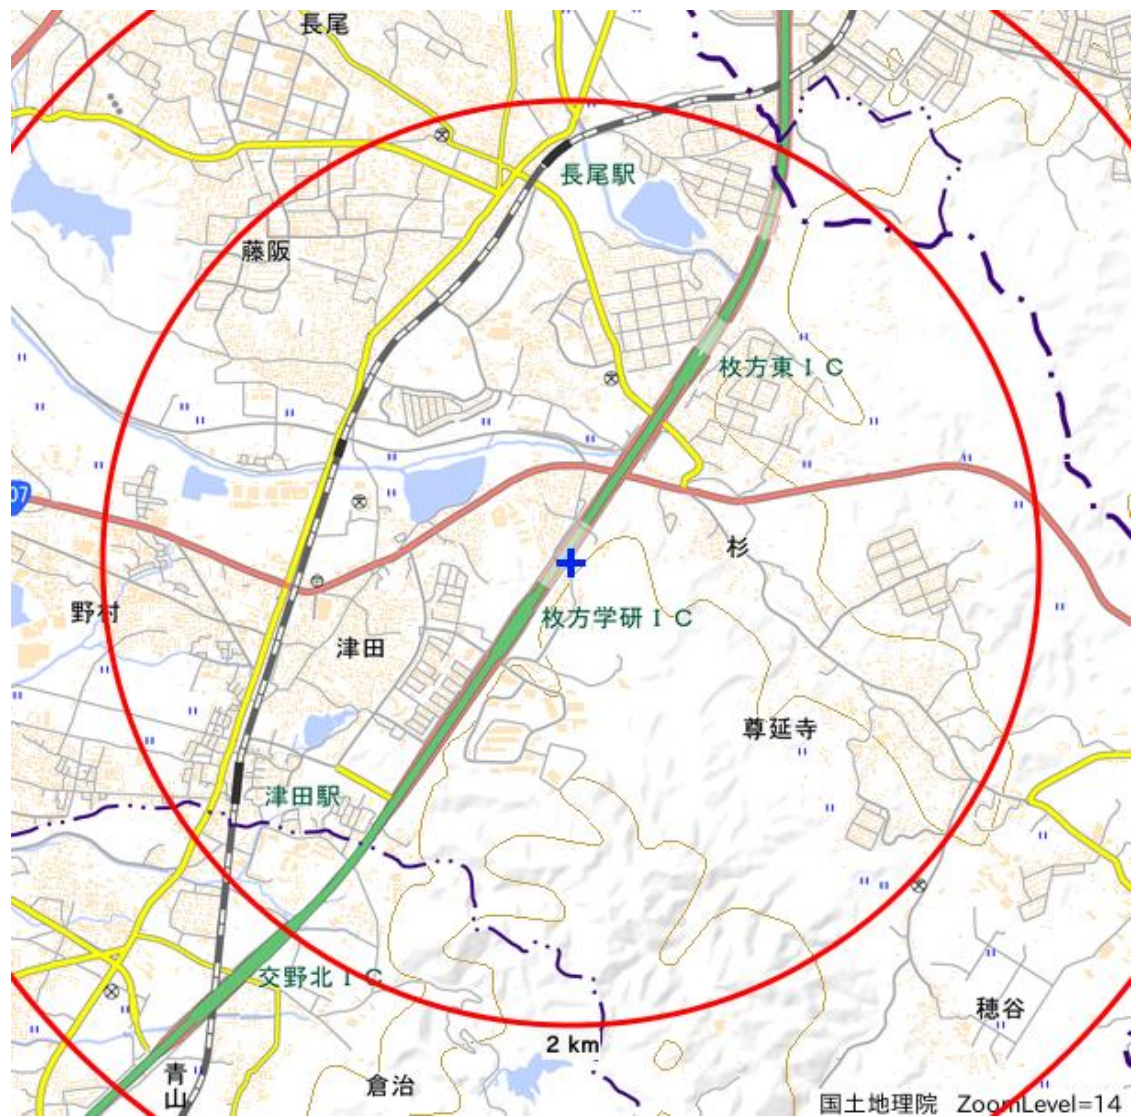 長尾
長尾駅
藤阪
枚方東IC
07
杉
野村
枚方学研IC
津田
尊延寺
津田駅
交野北IC
穂谷
2 km
青山
倉治
国土地理院 ZoomLevel=14